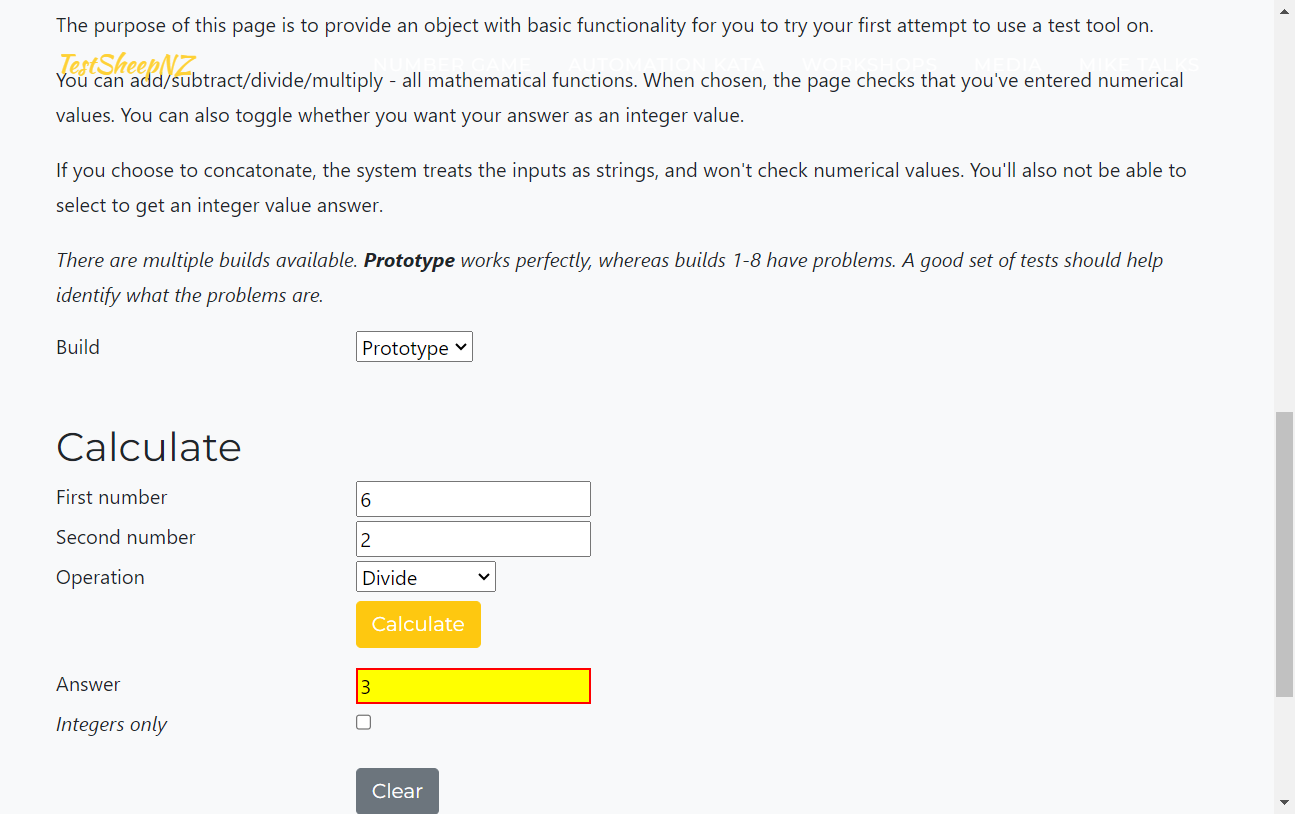 The purpose of this page is to provide an object with basic functionality for you to try your first attempt to use a test tool on.
TestSheepNZ NUMBER GAME AUTOMATION KATA WORKSHOPS MEDIA MIKE TALKS
You can add/subtract/divide/multiply - all mathematical functions. When chosen, the page checks that you've entered numerical
values. You can also toggle whether you want your answer as an integer value.
If you choose to concatonate, the system treats the inputs as strings, and won't check numerical values. You'll also not be able to
select to get an integer value answer.
There are multiple builds available. Prototype works perfectly, whereas builds 1-8 have problems. A good set of tests should help
identify what the problems are.
Build Prototype
Calculate
First number 6
Second number 2
Operation Divide
Calculate
Answer 3
Integers only
Clear